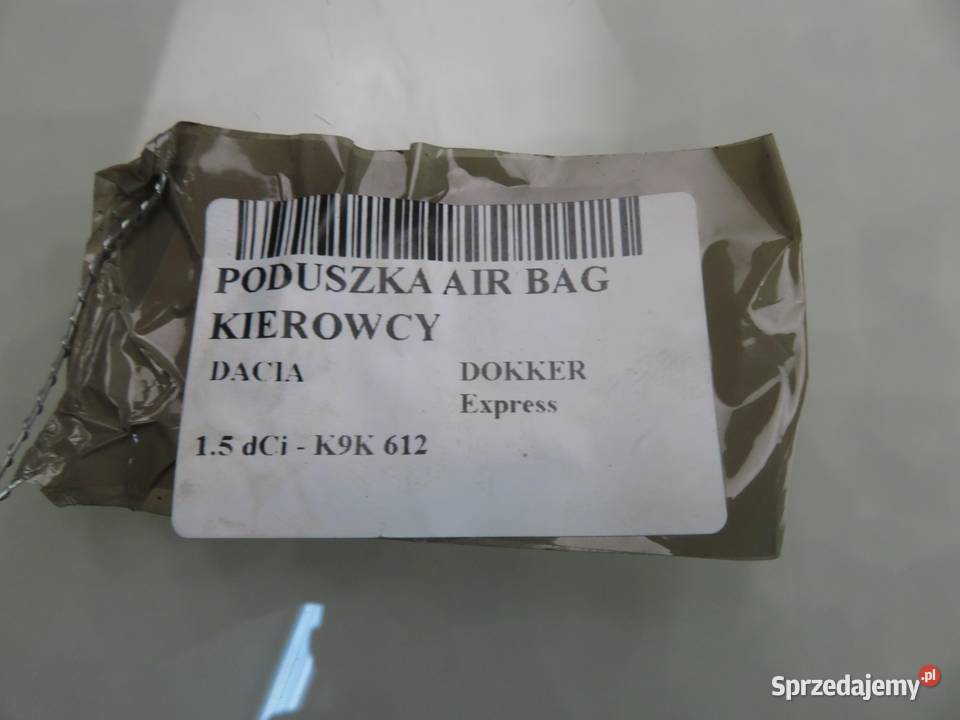 PODUSZKA AIR BAG
KIEROWCY
DACIA DOKKER
Express
1.5 dCi - K9K 612
Sprzedajemy.pl